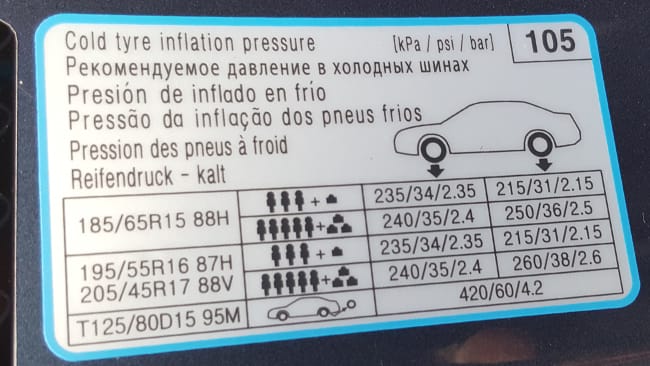 Cold tyre inflation pressure [kPa / psi / bar] 105
Рекомендуемое давление в холодных шинах
Presión de inflado en frío
Pressão da inflação dos pneus frios
Pression des pneus à froid
Reifendruck - kalt
185/65R15 88H + 235/34/2.35 215/31/2.15
+ 240/35/2.4 250/36/2.5
195/55R16 87H + 235/34/2.35 215/31/2.15
205/45R17 88V + 240/35/2.4 260/38/2.6
T125/80D15 95M 420/60/4.2